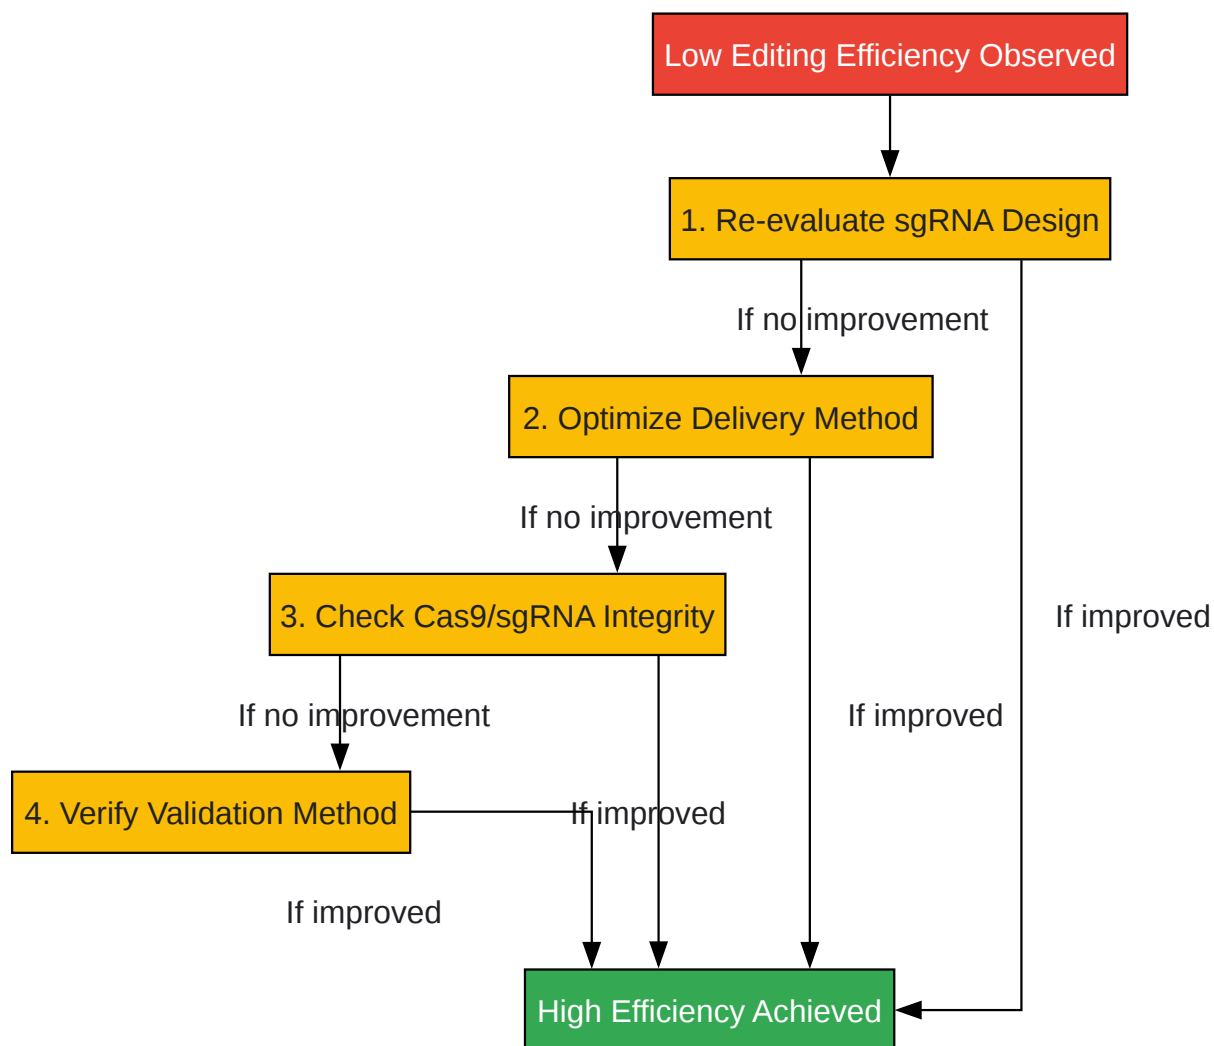 Low Editing Efficiency Observed
1. Re-evaluate sgRNA Design
If no improvement
2. Optimize Delivery Method
If no improvement
3. Check Cas9/sgRNA Integrity
If improved
If no improvement
If improved
4. Verify Validation Method
If improved
If improved
High Efficiency Achieved